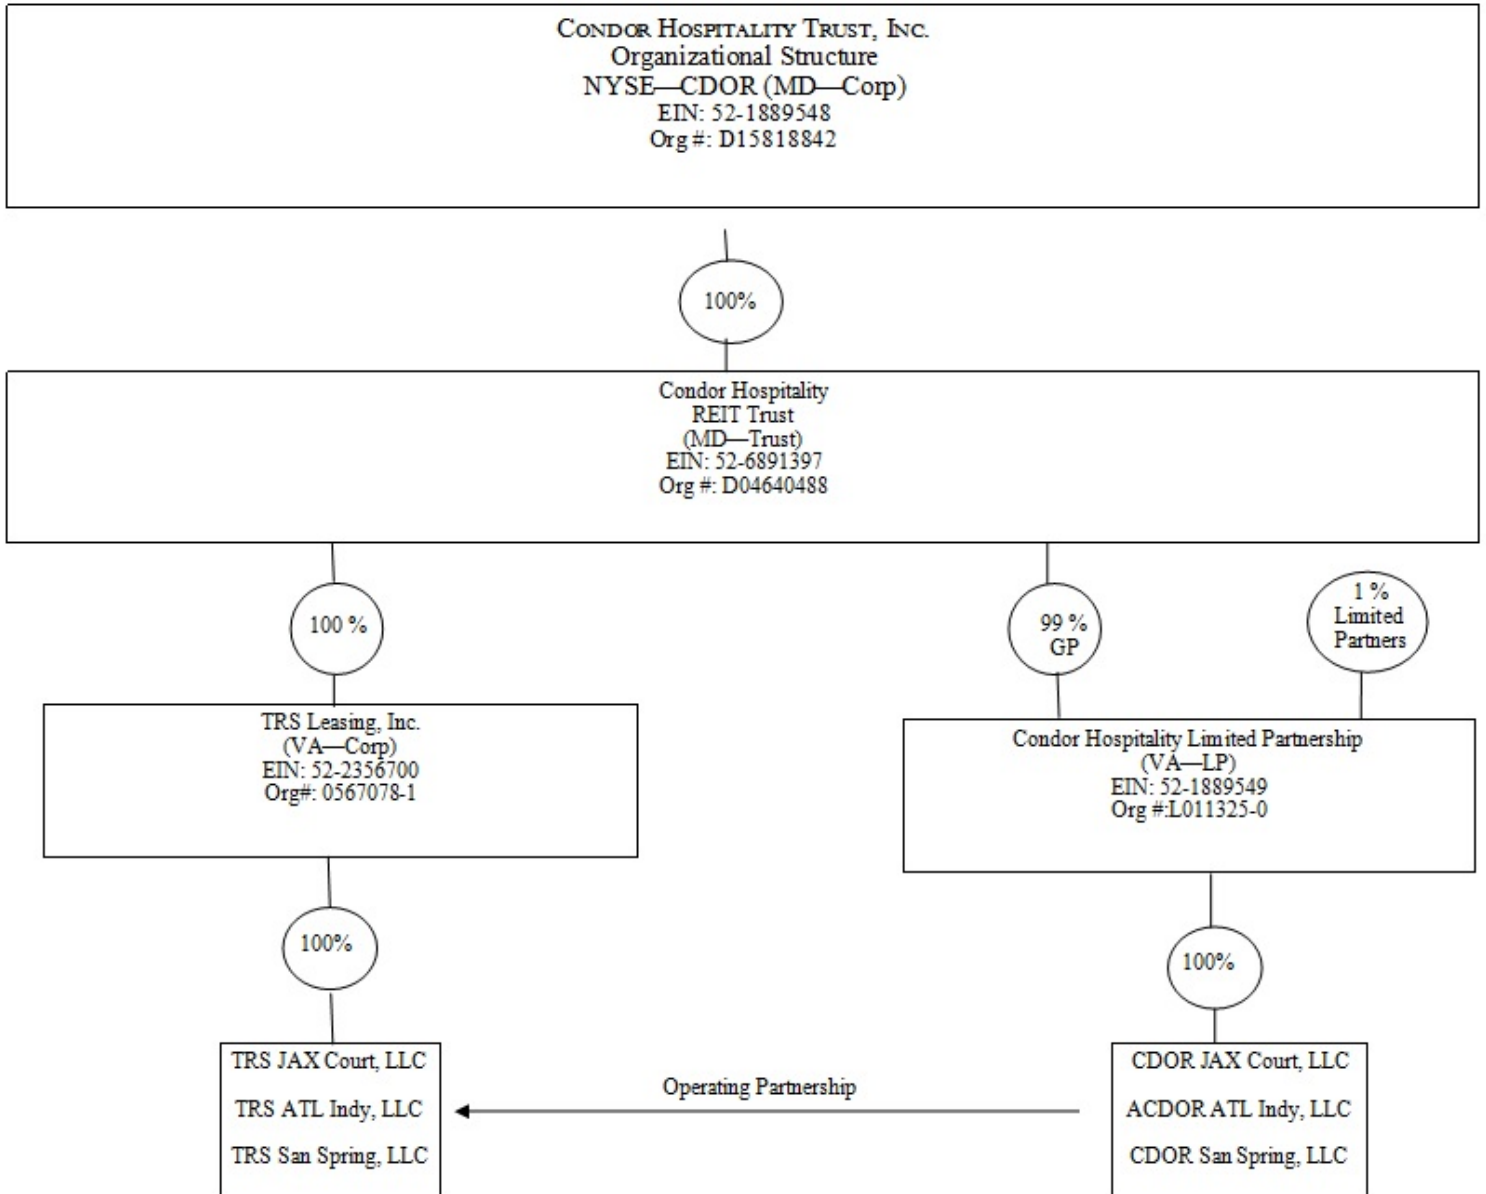 CONDOR HOSPITALITY TRUST, INC.
Organizational Structure
NYSE—CDOR (MD—Corp)
EIN: 52-1889548
Org #: D15818842
100%
Condor Hospitality
REIT Trust
(MD—Trust)
EIN: 52-6891397
Org #: D04640488
100 %
99 %
GP
1 %
Limited
Partners
TRS Leasing, Inc.
(VA—Corp)
EIN: 52-2356700
Org#: 0567078-1
Condor Hospitality Limited Partnership
(VA—LP)
EIN: 52-1889549
Org #:L011325-0
100%
100%
TRS JAX Court, LLC
TRS ATL Indy, LLC
TRS San Spring, LLC
Operating Partnership
CDOR JAX Court, LLC
ACDOR ATL Indy, LLC
CDOR San Spring, LLC